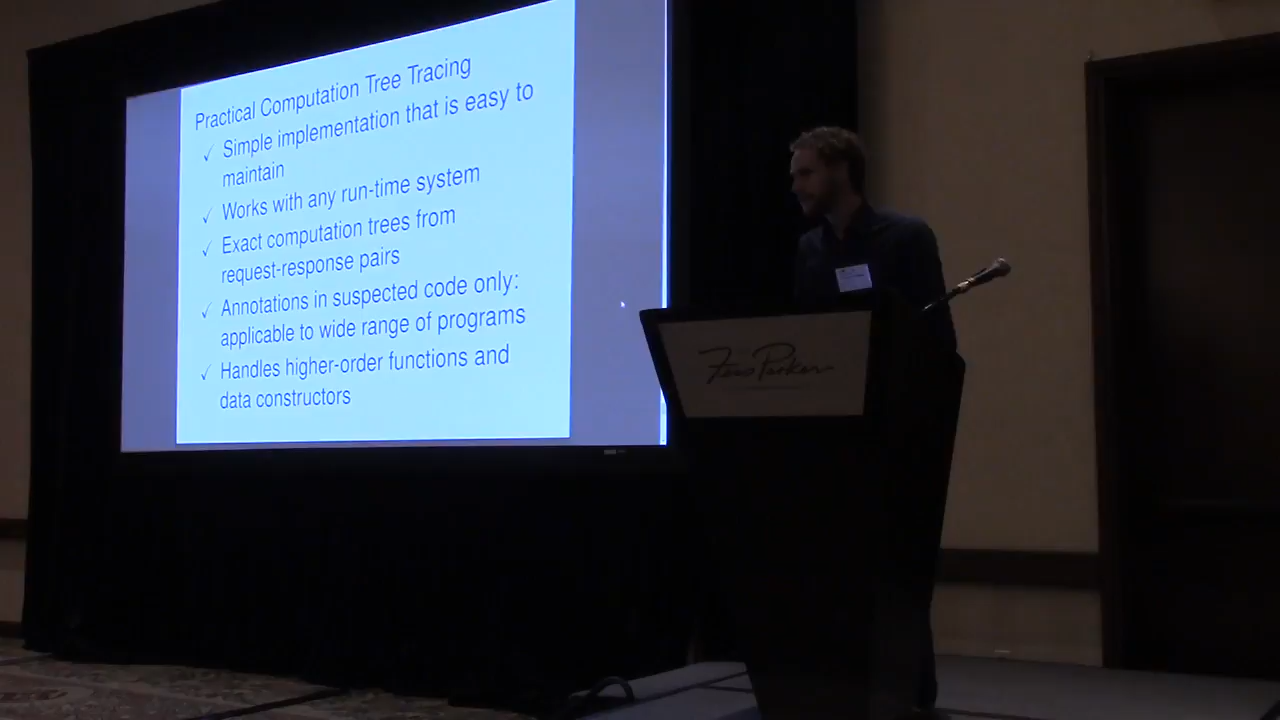 Practical Computation Tree Tracing
✓ Simple implementation that is easy to
maintain
✓ Works with any run-time system
✓ Exact computation trees from
request-response pairs
✓ Annotations in suspected code only:
applicable to wide range of programs
✓ Handles higher-order functions and
data constructors
Fess Parker